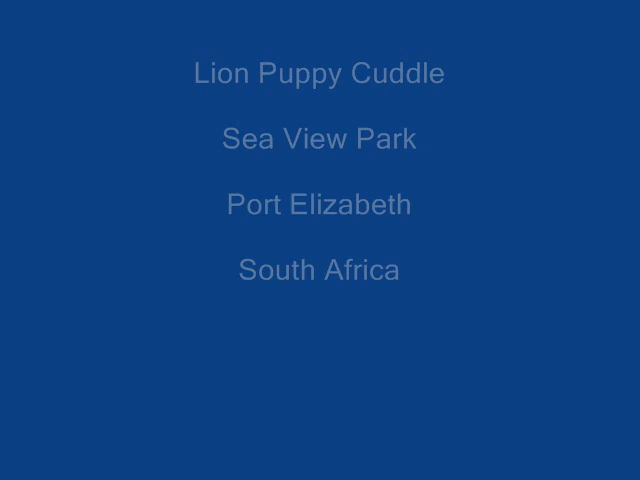 Lion Puppy Cuddle
Sea View Park
Port Elizabeth
South Africa